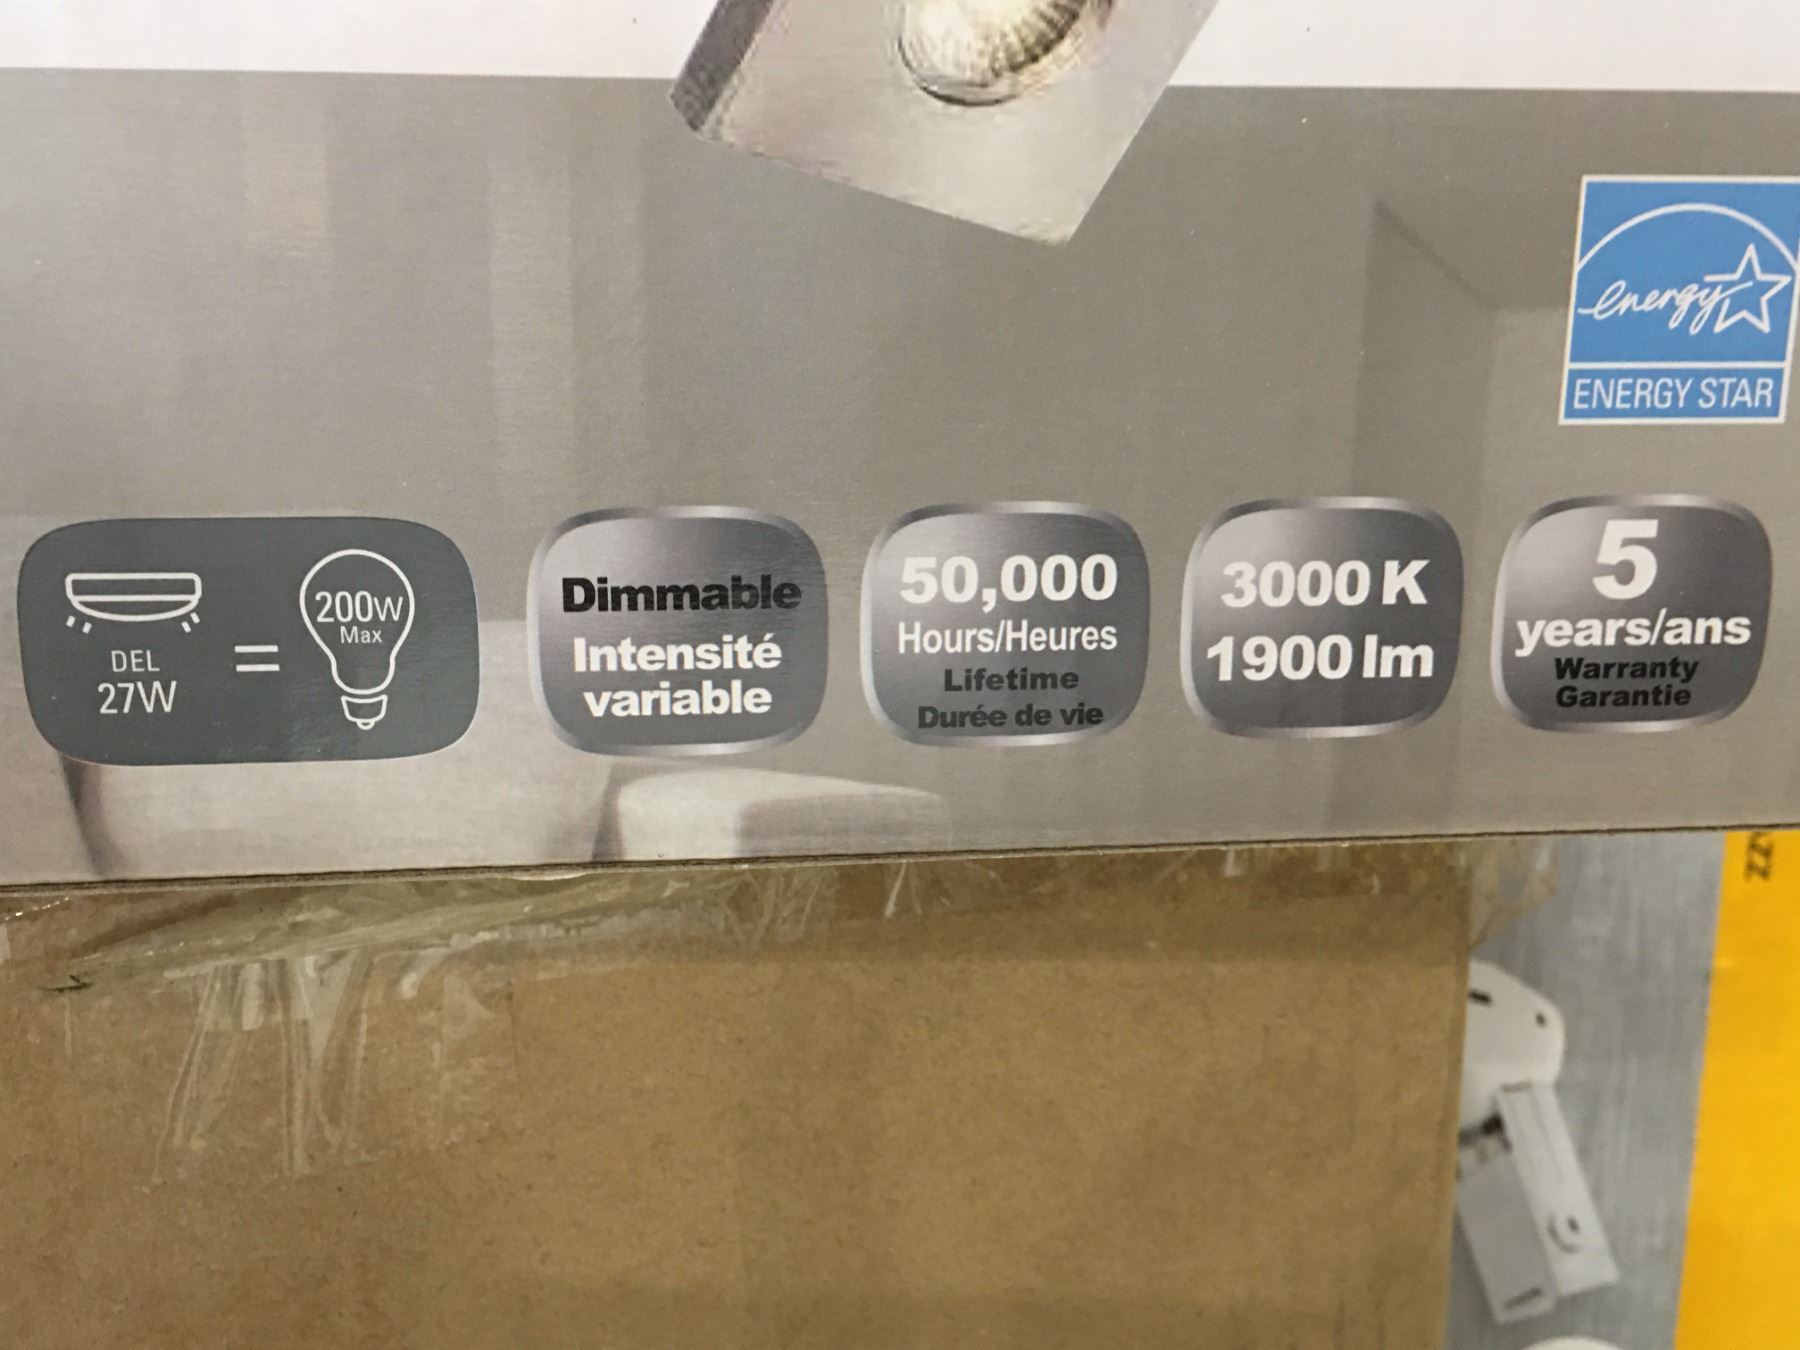 energy
ENERGY STAR
DEL
27W
=
200W
Max
Dimmable
Intensité
variable
50,000
Hours/Heures
Lifetime
Durée de vie
3000 K
1900 lm
5
years/ans
Warranty
Garantie